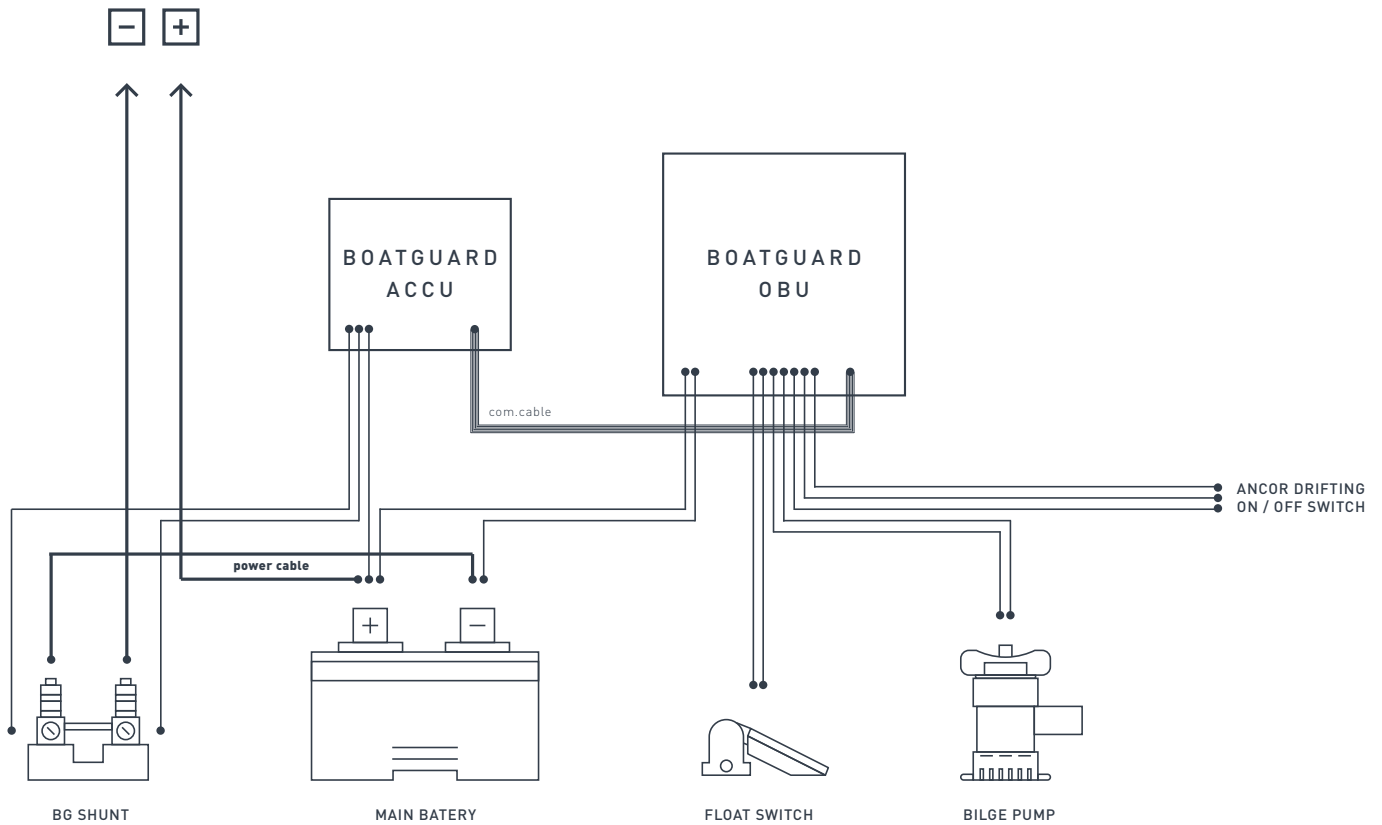 − +
BOATGUARD
ACCU
BOATGUARD
OBU
com.cable
ANCOR DRIFTING
ON / OFF SWITCH
power cable
+ −
BG SHUNT
MAIN BATERY
FLOAT SWITCH
BILGE PUMP